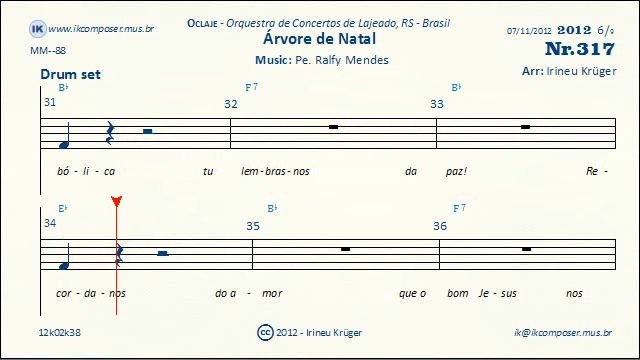 IK www.ikcomposer.mus.br
OCLAJE - Orquestra de Concertos de Lajeado, RS - Brasil
07/11/2012 2012 6/9
MM--88
Árvore de Natal
Nr.317
Music: Pe. Ralfy Mendes
Drum set
Arr: Irineu Krüger
B♭ F7 B♭
31 32 33
bó - li - ca tu lem-bras-nos da paz! Re -
E♭ B♭ F7
34 35 36
cor - da - nos do a - mor que o bom Je - sus nos
12k02k38
cc 2012 - Irineu Krüger
ik@ikcomposer.mus.br